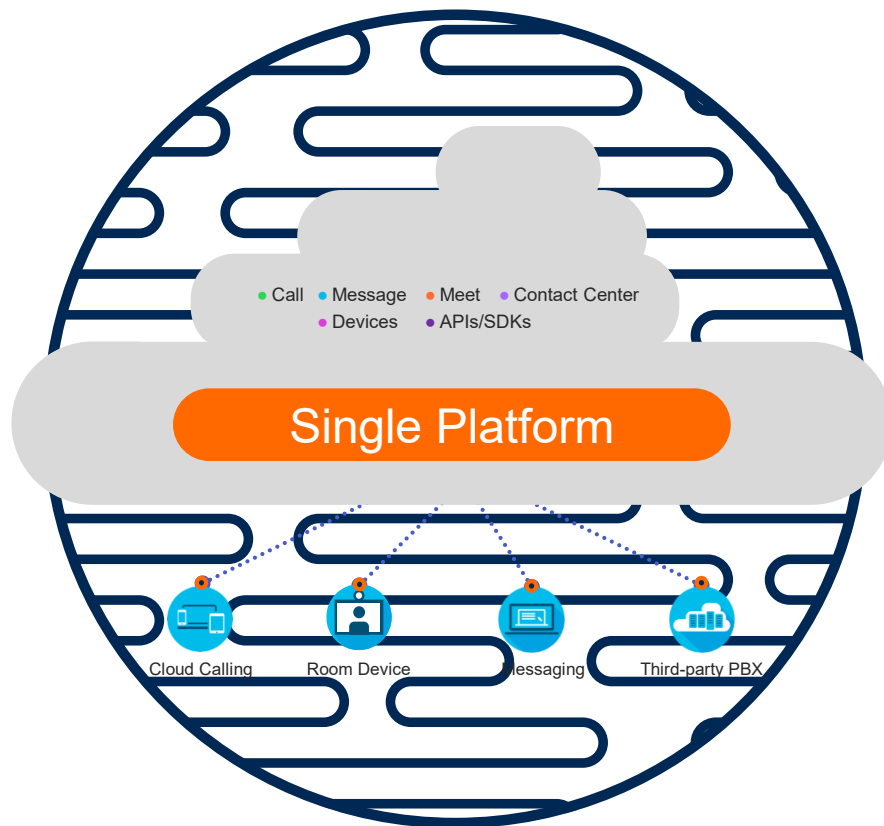 Call Message Meet Contact Center
Devices APIs/SDKs
Single Platform
Cloud Calling Room Device Messaging Third-party PBX